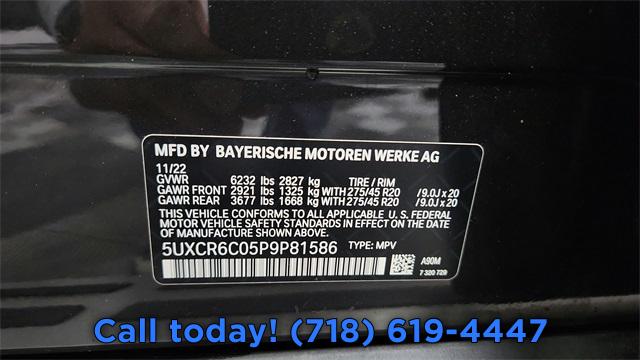 MFD BY BAYERISCHE MOTOREN WERKE AG
11/22
GVWR 6232 lbs 2827 kg TIRE / RIM
GAWR FRONT 2921 lbs 1325 kg WITH 275/45 R20 / 9.0J x 20
GAWR REAR 3677 lbs 1668 kg WITH 275/45 R20 / 9.0J x 20
THIS VEHICLE CONFORMS TO ALL APPLICABLE U. S. FEDERAL
MOTOR VEHICLE SAFETY STANDARDS IN EFFECT ON THE DATE
OF MANUFACTURE SHOWN ABOVE.
5UXCR6C05P9P81586 TYPE: MPV
A90M
7 320 729
Call today! (718) 619-4447